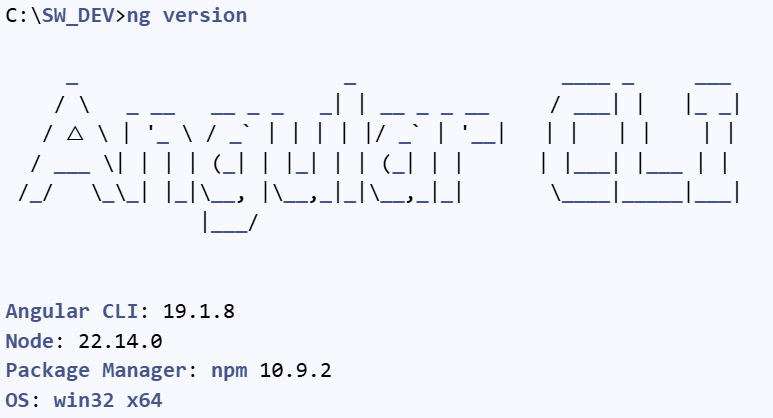 C:\SW_DEV>ng version
Angular CLI
Angular CLI: 19.1.8
Node: 22.14.0
Package Manager: npm 10.9.2
OS: win32 x64